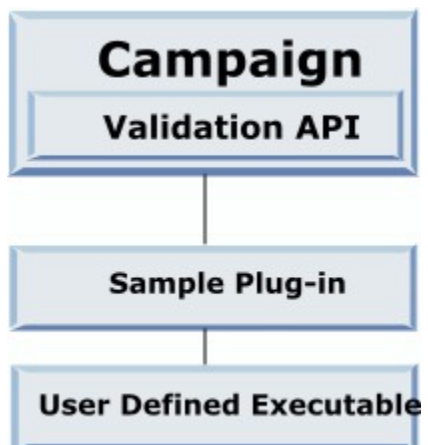 Campaign
Validation API
Sample Plug-in
User Defined Executable